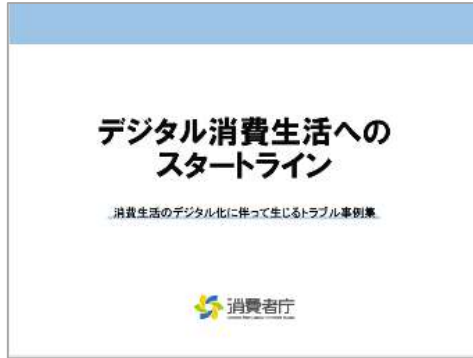 デジタル消費生活への
スタートライン
消費生活のデジタル化に伴って生じるトラブル事例集
消費者庁